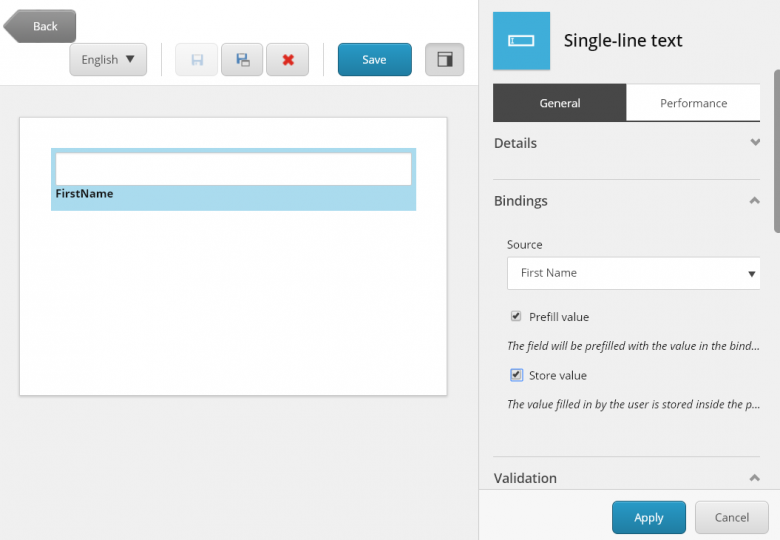 Back
English
Save
FirstName
Single-line text
General
Performance
Details
Bindings
Source
First Name
Prefill value
The field will be prefilled with the value in the bind...
Store value
The value filled in by the user is stored inside the p...
Validation
Apply
Cancel